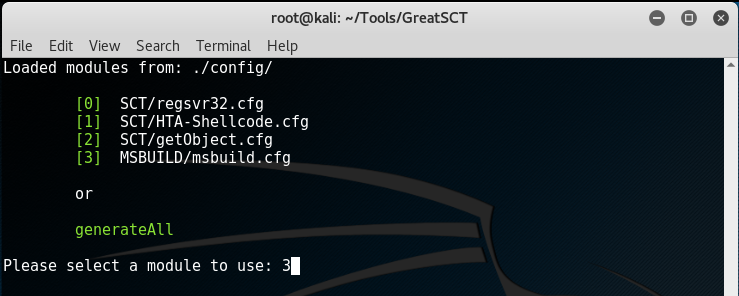 root@kali: ~/Tools/GreatSCT
File Edit View Search Terminal Help
Loaded modules from: ./config/
[0] SCT/regsvr32.cfg
[1] SCT/HTA-Shellcode.cfg
[2] SCT/getObject.cfg
[3] MSBUILD/msbuild.cfg
or
generateAll
Please select a module to use: 3